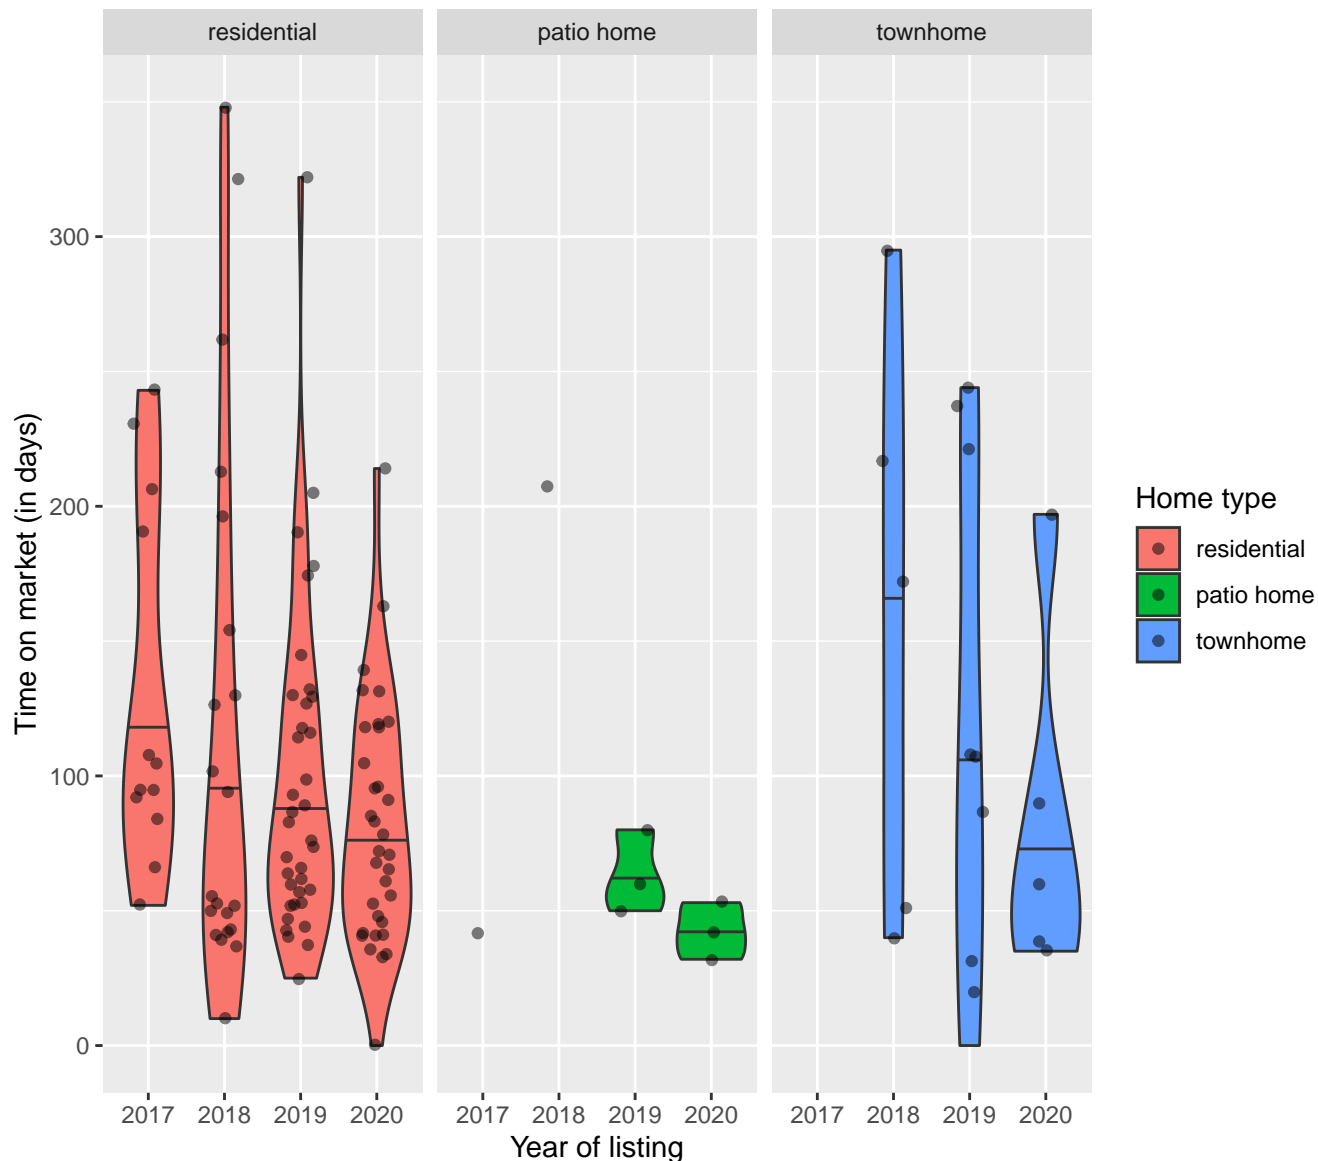 residential patio home townhome
300
200
100
0
Time on market (in days)
2017 2018 2019 2020 2017 2018 2019 2020 2017 2018 2019 2020
Year of listing
Home type
residential
patio home
townhome